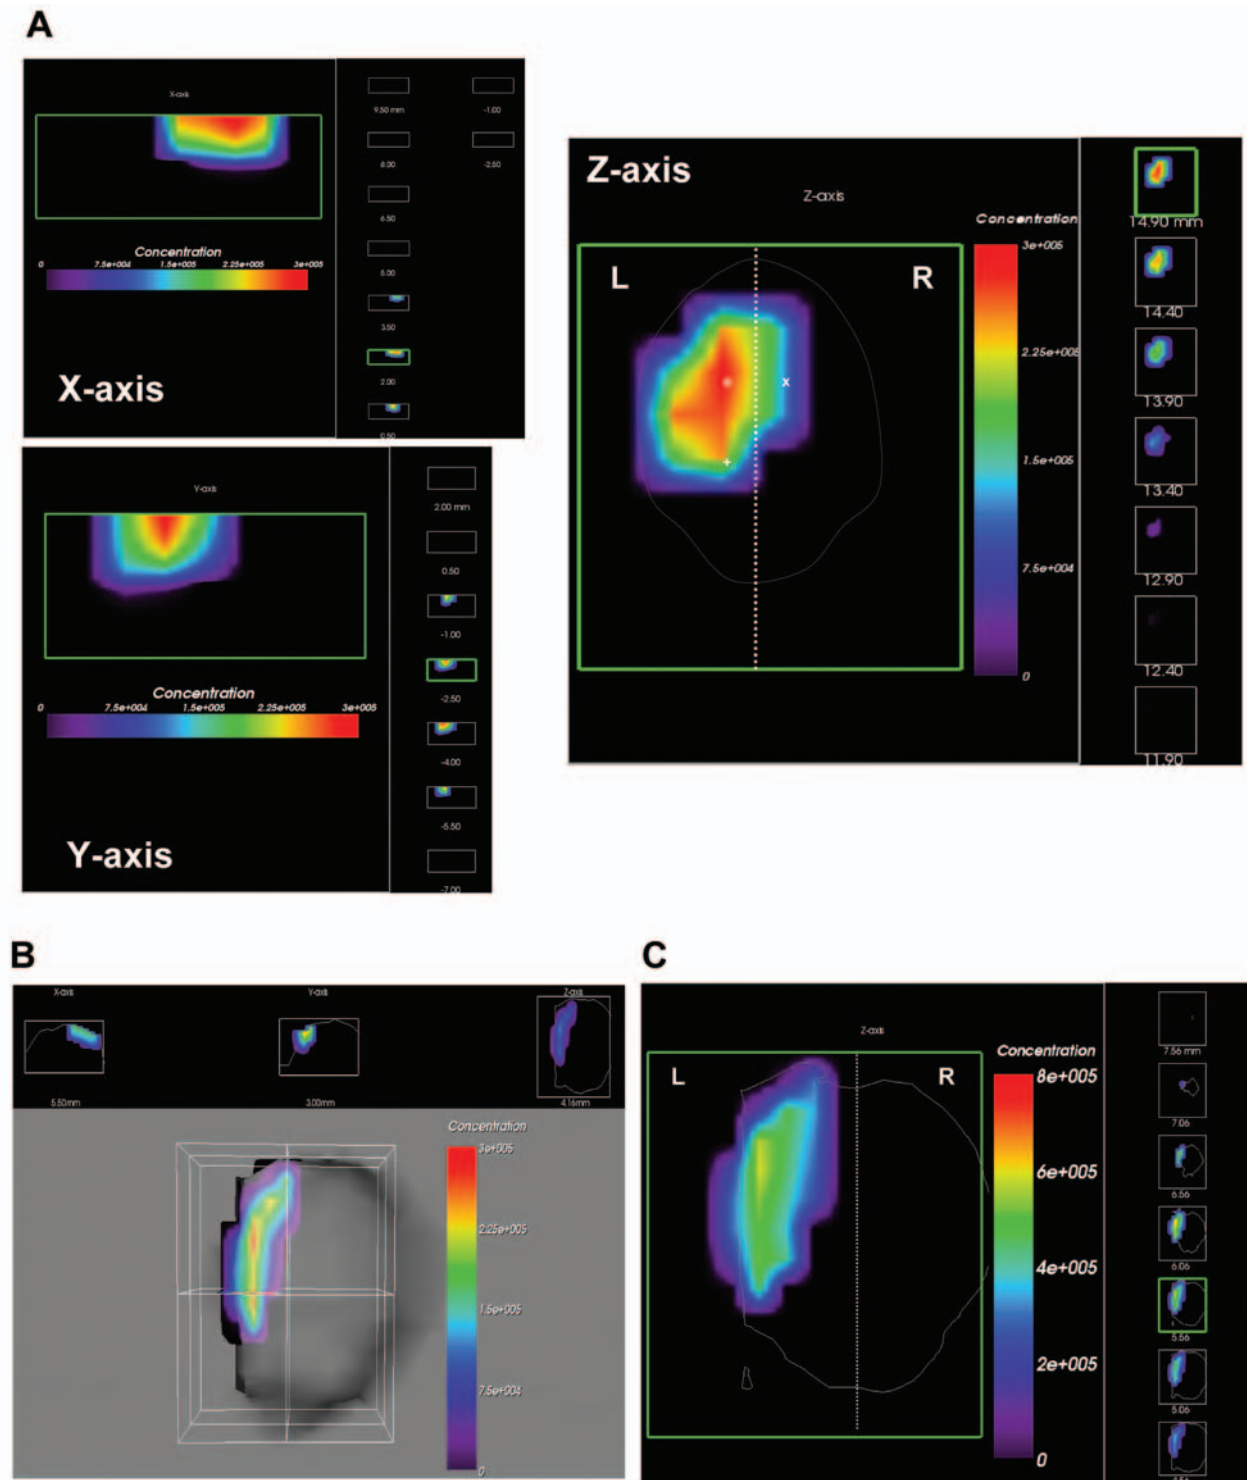 A
X-axis
Concentration
0 7.5e+004 1.5e+005 2.25e+005 3e+005
X-axis
9.50 mm
8.00
6.50
5.00
3.50
2.00
0.50
-1.00
-2.50
Y-axis
Concentration
0 7.5e+004 1.5e+005 2.25e+005 3e+005
Y-axis
2.00 mm
0.50
-1.00
-2.50
-4.00
-5.50
-7.00
Z-axis
Z-axis
L R
x
+
Concentration
3e+005
2.25e+005
1.5e+005
7.5e+004
0
14.90 mm
14.40
13.90
13.40
12.90
12.40
11.90
B
X-axis Y-axis Z-axis
5.50mm 3.00mm 4.16mm
Concentration
3e+005
2.25e+005
1.5e+005
7.5e+004
0
C
Z-axis
L R
Concentration
8e+005
6e+005
4e+005
2e+005
0
7.56 mm
7.06
6.56
6.06
5.56
5.06